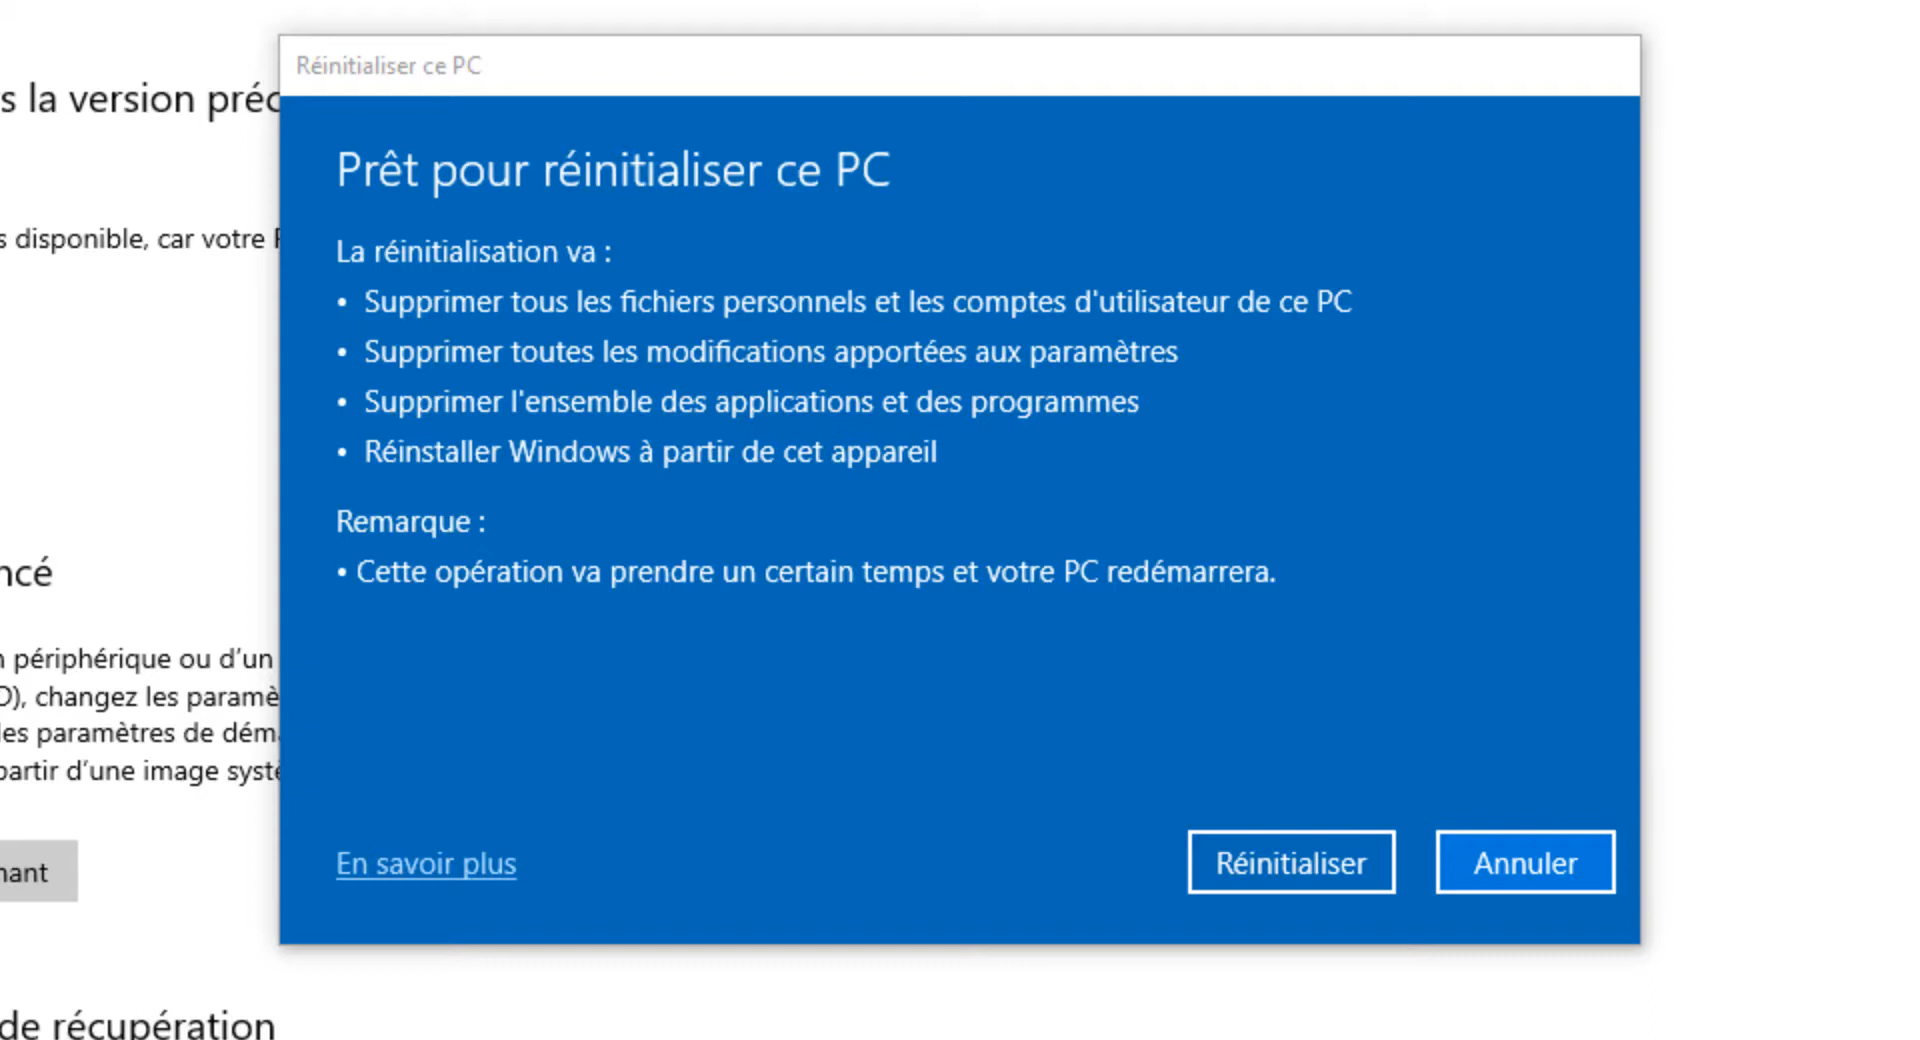 Réinitialiser ce PC
s la version préc
Prêt pour réinitialiser ce PC
s disponible, car votre
La réinitialisation va :
• Supprimer tous les fichiers personnels et les comptes d'utilisateur de ce PC
• Supprimer toutes les modifications apportées aux paramètres
• Supprimer l'ensemble des applications et des programmes
• Réinstaller Windows à partir de cet appareil
Remarque :
• Cette opération va prendre un certain temps et votre PC redémarrera.
ncé
périphérique ou d’un
), changez les paramè
les paramètres de dém
partir d’une image syst
nant
En savoir plus
Réinitialiser
Annuler
de récupération